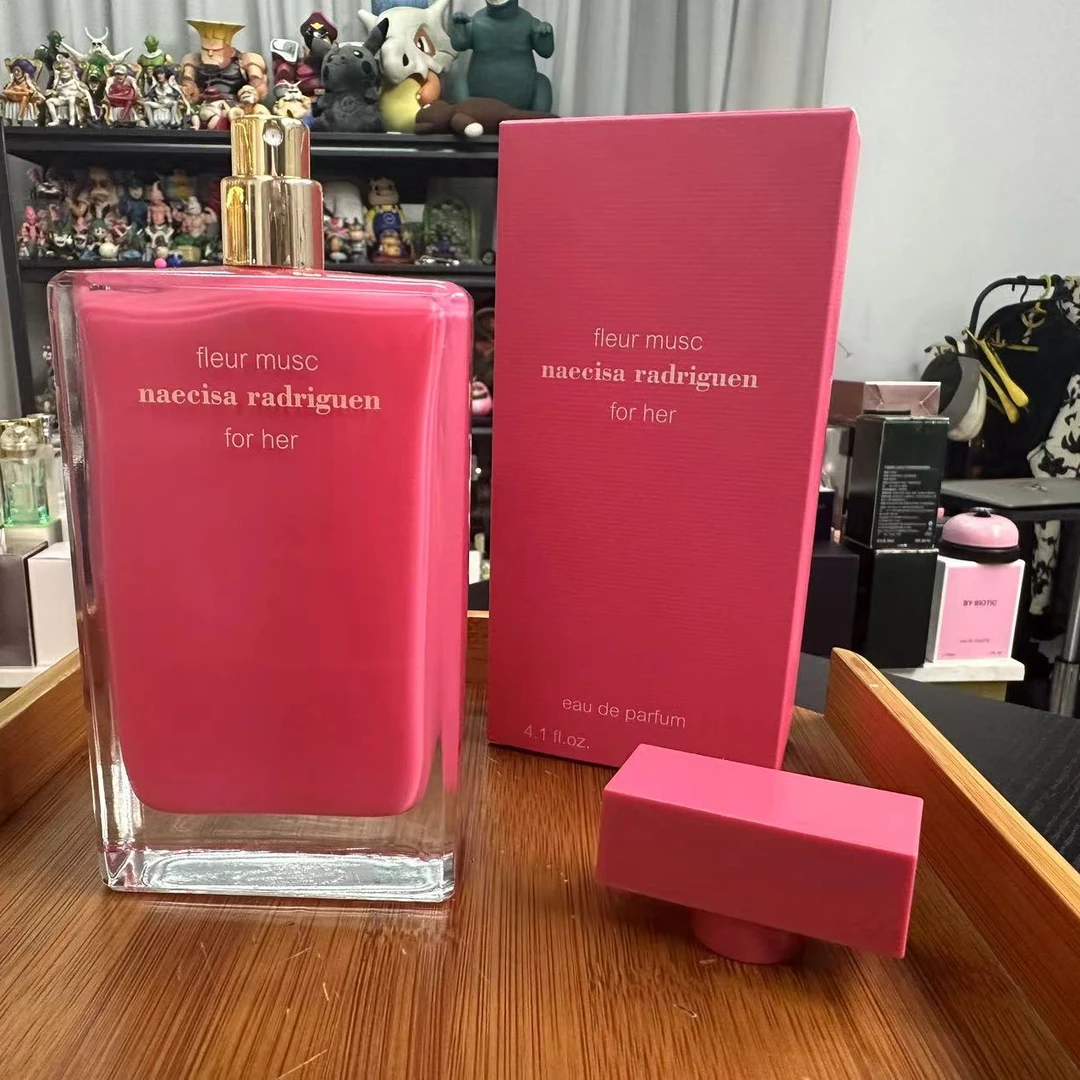 fleur musc
naecisa radriguen
for her
fleur musc
naecisa radriguen
for her
eau de parfum
4.1 fl.oz.
BY BIOTIC